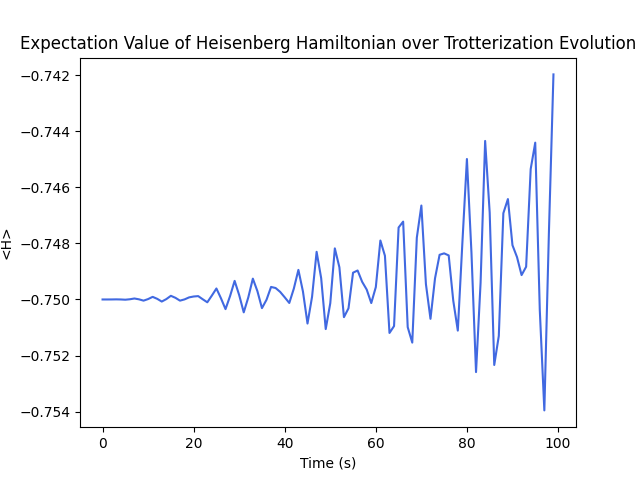 Expectation Value of Heisenberg Hamiltonian over Trotterization Evolution
−0.742
−0.744
−0.746
−0.748
−0.750
−0.752
−0.754
<H>
0 20 40 60 80 100
Time (s)